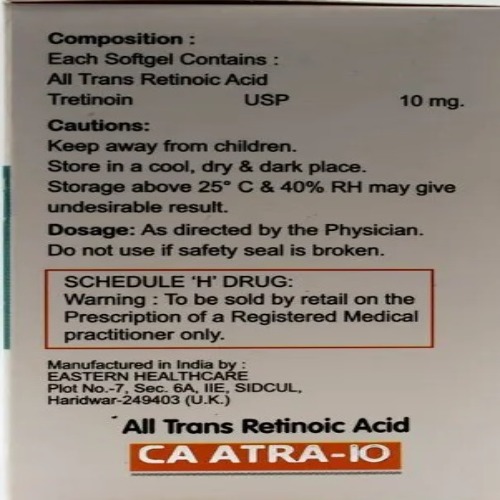 Composition :
Each Softgel Contains :
All Trans Retinoic Acid
Tretinoin USP 10 mg.
Cautions:
Keep away from children.
Store in a cool, dry & dark place.
Storage above 25° C & 40% RH may give
undesirable result.
Dosage: As directed by the Physician.
Do not use if safety seal is broken.
SCHEDULE ‘H’ DRUG:
Warning : To be sold by retail on the
Prescription of a Registered Medical
practitioner only.
Manufactured in India by :
EASTERN HEALTHCARE
Plot No.-7, Sec. 6A, IIE, SIDCUL,
Haridwar-249403 (U.K.)
All Trans Retinoic Acid
CA ATRA-10